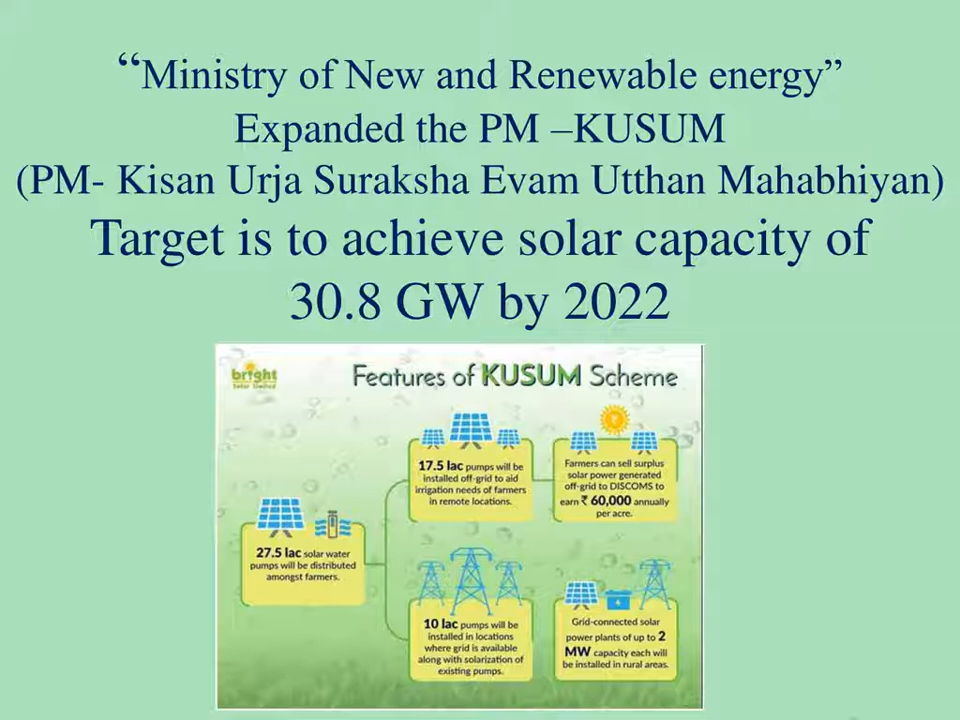 “Ministry of New and Renewable energy”
Expanded the PM –KUSUM
(PM- Kisan Urja Suraksha Evam Utthan Mahabhiyan)
Target is to achieve solar capacity of
30.8 GW by 2022
bright
Solar Limited
Features of KUSUM Scheme
27.5 lac solar water
pumps will be distributed
amongst farmers.
17.5 lac pumps will be
installed off-grid to aid
irrigation needs of farmers
in remote locations.
Farmers can sell surplus
solar power generated
off-grid to DISCOMS to
earn ₹ 60,000 annually
per acre.
10 lac pumps will be
installed in locations
where grid is available
along with solarization of
existing pumps.
Grid-connected solar
power plants of up to 2
MW capacity each will
be installed in rural areas.